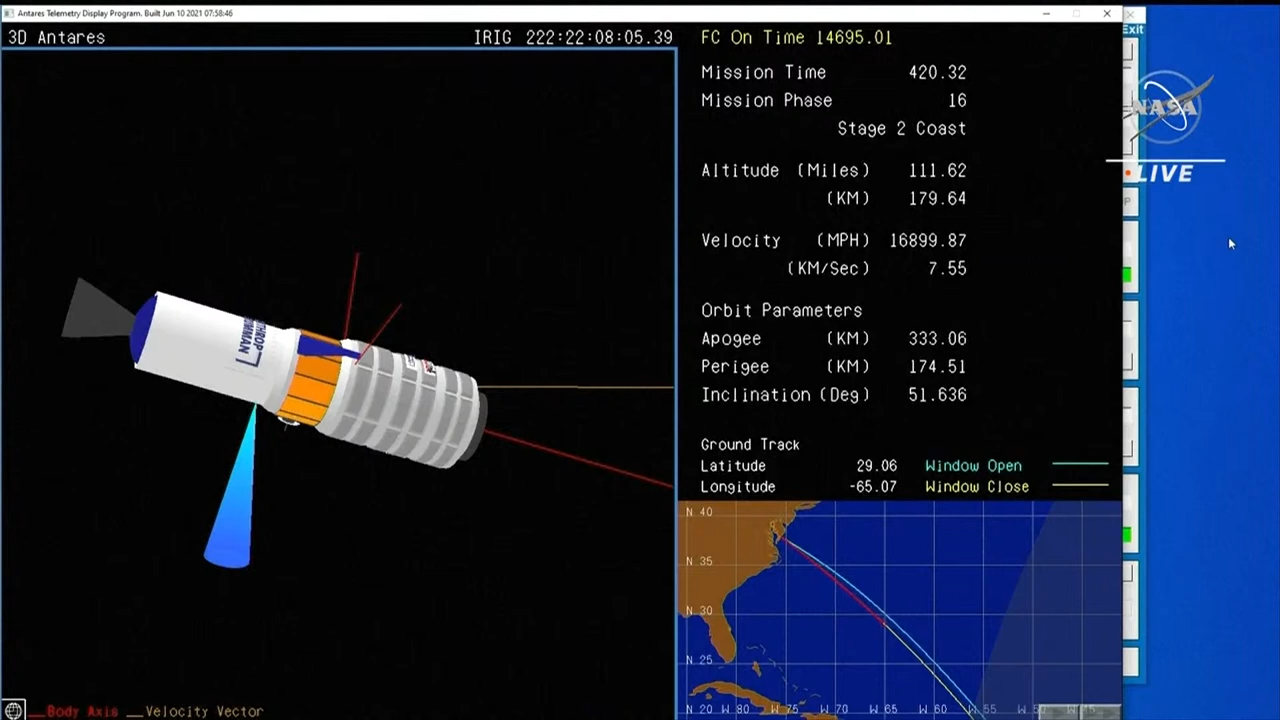 Antares Telemetry Display Program. Built Jun 10 2021 07:58:46
Exit
3D Antares
IRIG 222:22:08:05.39
FC On Time 14695.01
Mission Time 420.32
Mission Phase 16
Stage 2 Coast
Altitude (Miles) 111.62
(KM) 179.64
Velocity (MPH) 16899.87
(KM/Sec) 7.55
Orbit Parameters
Apogee (KM) 333.06
Perigee (KM) 174.51
Inclination (Deg) 51.636
Ground Track
Latitude 29.06 Window Open
Longitude -65.07 Window Close
NASA
LIVE
P
N 40
N 35
N 30
N 25
N 20 W 80 W 75 W 70 W 65 W 60 W 55 W 50
Body Axis Velocity Vector